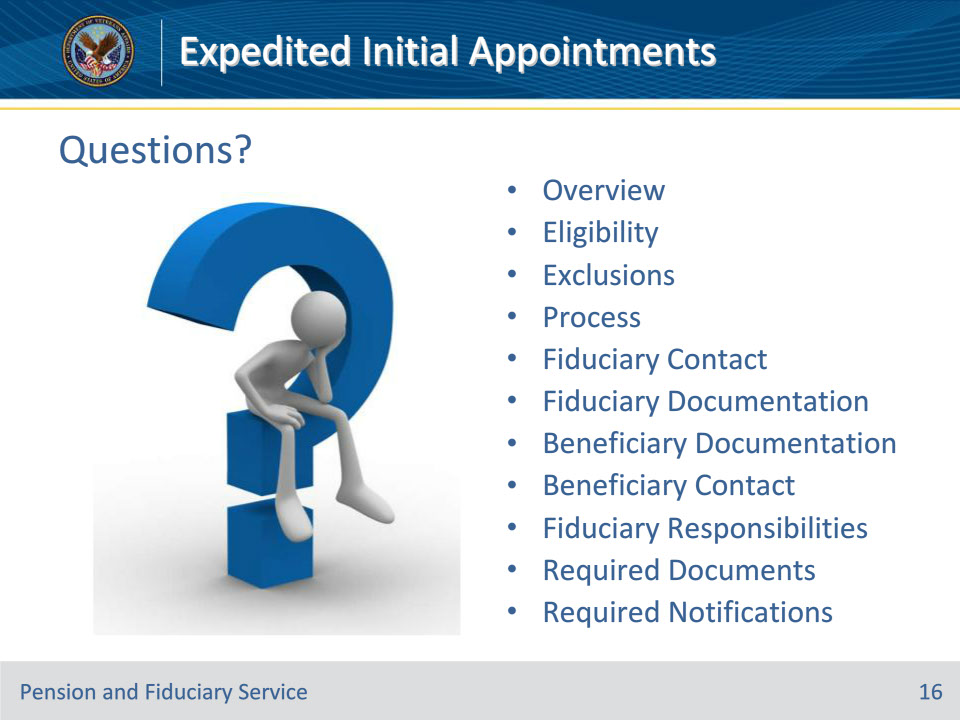 Expedited Initial Appointments
Questions?
• Overview
• Eligibility
• Exclusions
• Process
• Fiduciary Contact
• Fiduciary Documentation
• Beneficiary Documentation
• Beneficiary Contact
• Fiduciary Responsibilities
• Required Documents
• Required Notifications
Pension and Fiduciary Service
16